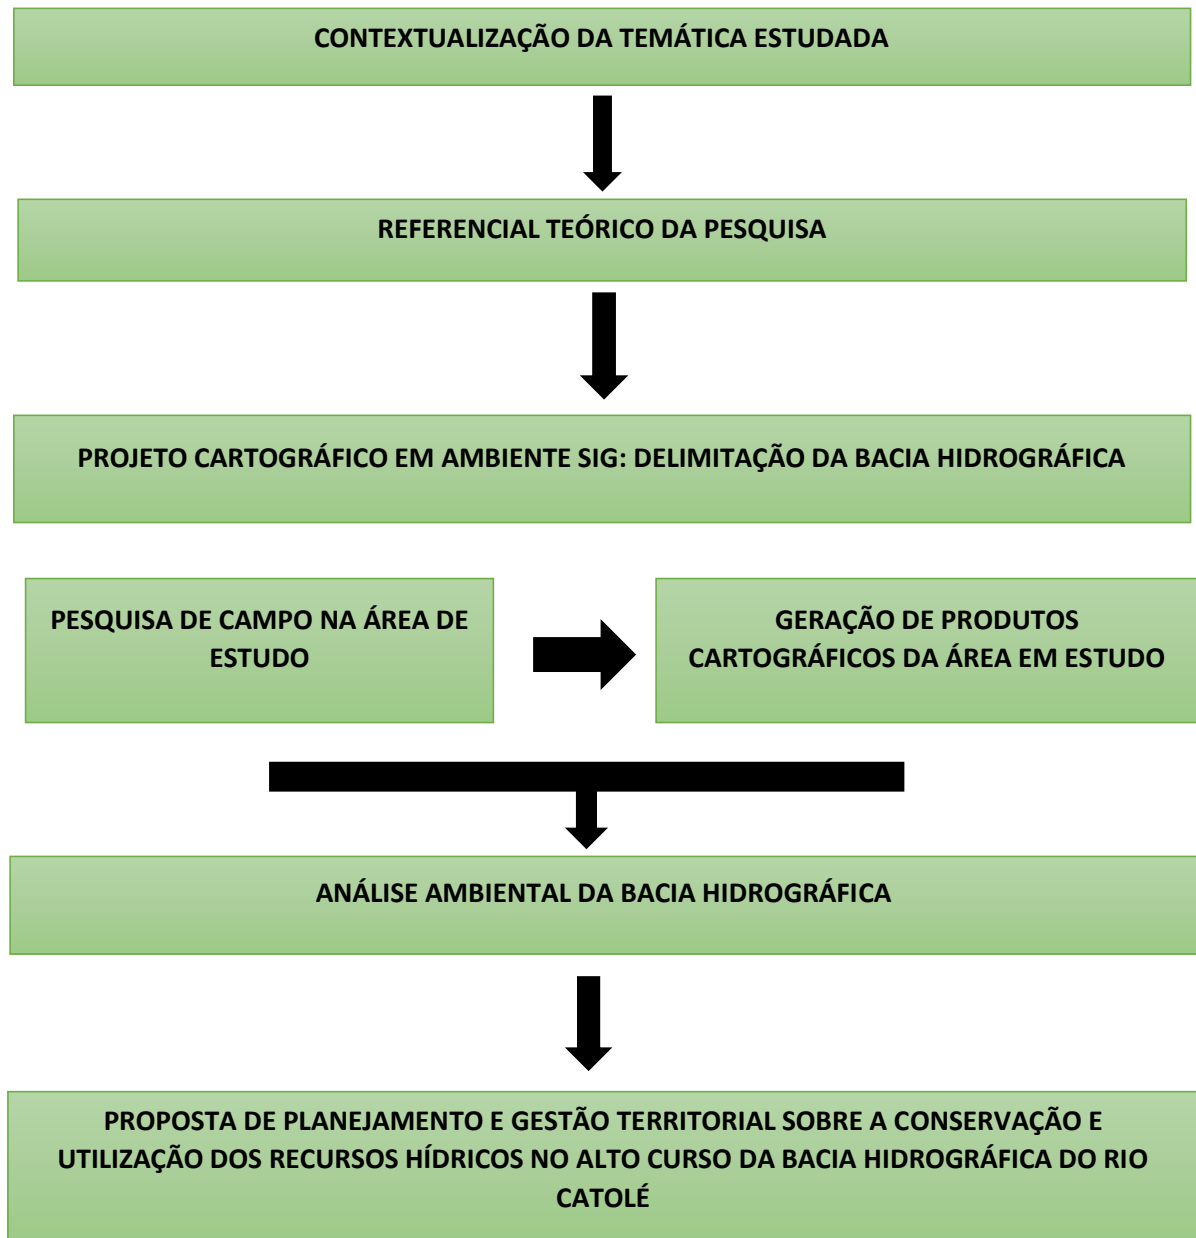 CONTEXTUALIZAÇÃO DA TEMÁTICA ESTUDADA
REFERENCIAL TEÓRICO DA PESQUISA
PROJETO CARTOGRÁFICO EM AMBIENTE SIG: DELIMITAÇÃO DA BACIA HIDROGRÁFICA
PESQUISA DE CAMPO NA ÁREA DE
ESTUDO
GERAÇÃO DE PRODUTOS
CARTOGRÁFICOS DA ÁREA EM ESTUDO
ANÁLISE AMBIENTAL DA BACIA HIDROGRÁFICA
PROPOSTA DE PLANEJAMENTO E GESTÃO TERRITORIAL SOBRE A CONSERVAÇÃO E
UTILIZAÇÃO DOS RECURSOS HÍDRICOS NO ALTO CURSO DA BACIA HIDROGRÁFICA DO RIO
CATOLÉ